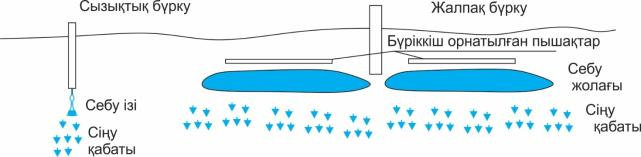 Сызықтық бүрку
Жалпақ бүрку
Бүріккіш орнатылған пышақтар
Себу
жолағы
Себу ізі
Сіңу
қабаты
Сіңу
қабаты